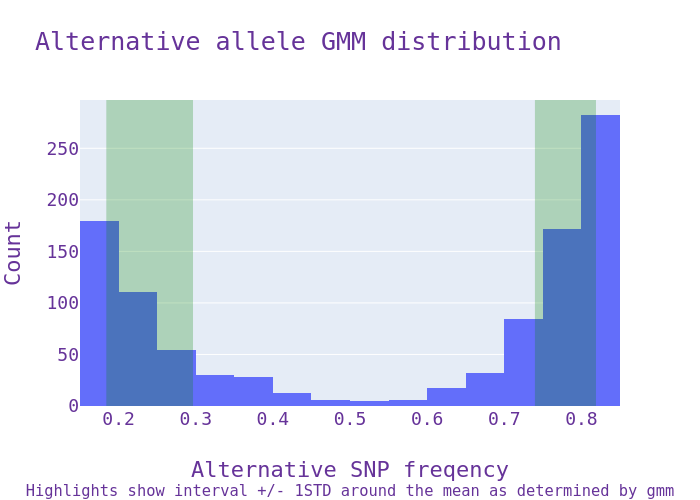 Alternative allele GMM distribution
Count
250
200
150
100
50
0
0.2 0.3 0.4 0.5 0.6 0.7 0.8
Alternative SNP freqency
Highlights show interval +/- 1STD around the mean as determined by gmm